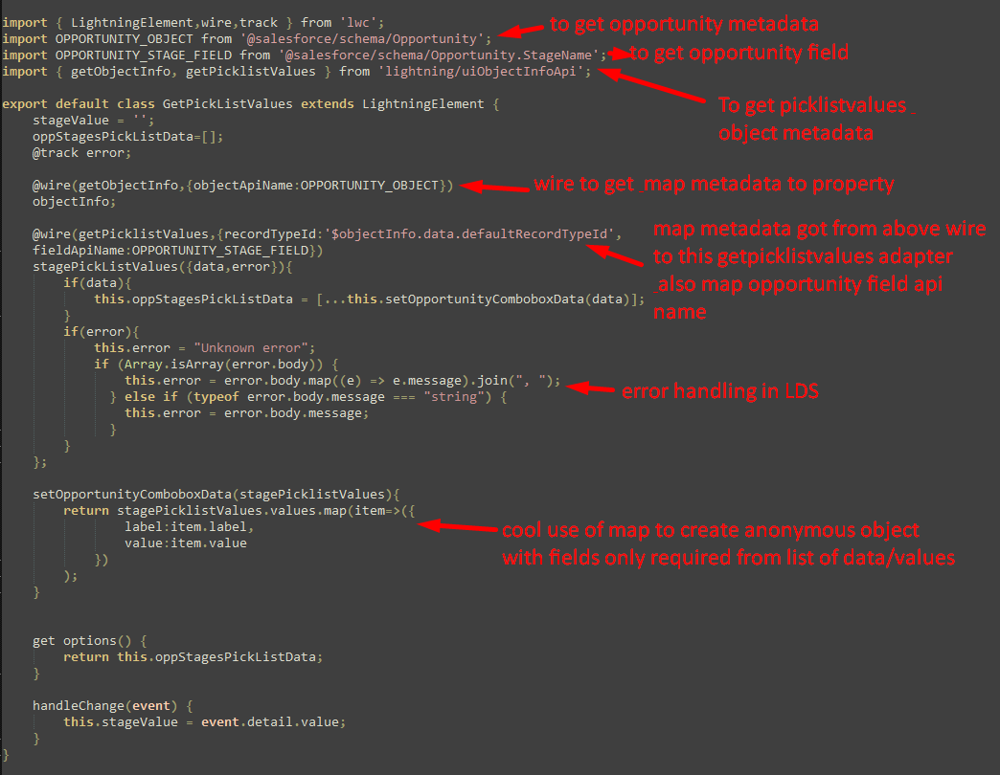 import { LightningElement,wire,track } from 'lwc';
to get opportunity metadata
import OPPORTUNITY_OBJECT from '@salesforce/schema/Opportunity';
import OPPORTUNITY_STAGE_FIELD from '@salesforce/schema/Opportunity.StageName';
to get opportunity field
import { getObjectInfo, getPicklistValues } from 'lightning/uiObjectInfoApi';
To get picklistvalues
object metadata
export default class GetPickListValues extends LightningElement {
stageValue = '';
oppStagesPickListData=[];
@track error;
@wire(getObjectInfo,{objectApiName:OPPORTUNITY_OBJECT})
wire to get map metadata to property
objectInfo;
@wire(getPicklistValues,{recordTypeId:'$objectInfo.data.defaultRecordTypeId',
fieldApiName:OPPORTUNITY_STAGE_FIELD})
map metadata got from above wire
to this getpicklistvalues adapter
also map opportunity field api
name
stagePickListValues({data,error}){
if(data){
this.oppStagesPickListData = [...this.setOpportunityComboboxData(data)];
}
if(error){
this.error = "Unknown error";
if (Array.isArray(error.body)) {
this.error = error.body.map((e) => e.message).join(", ");
error handling in LDS
} else if (typeof error.body.message === "string") {
this.error = error.body.message;
}
}
};
setOpportunityComboboxData(stagePicklistValues){
return stagePicklistValues.values.map(item=>({
label:item.label,
value:item.value
})
);
}
cool use of map to create anonymous object
with fields only required from list of data/values
get options() {
return this.oppStagesPickListData;
}
handleChange(event) {
this.stageValue = event.detail.value;
}
}